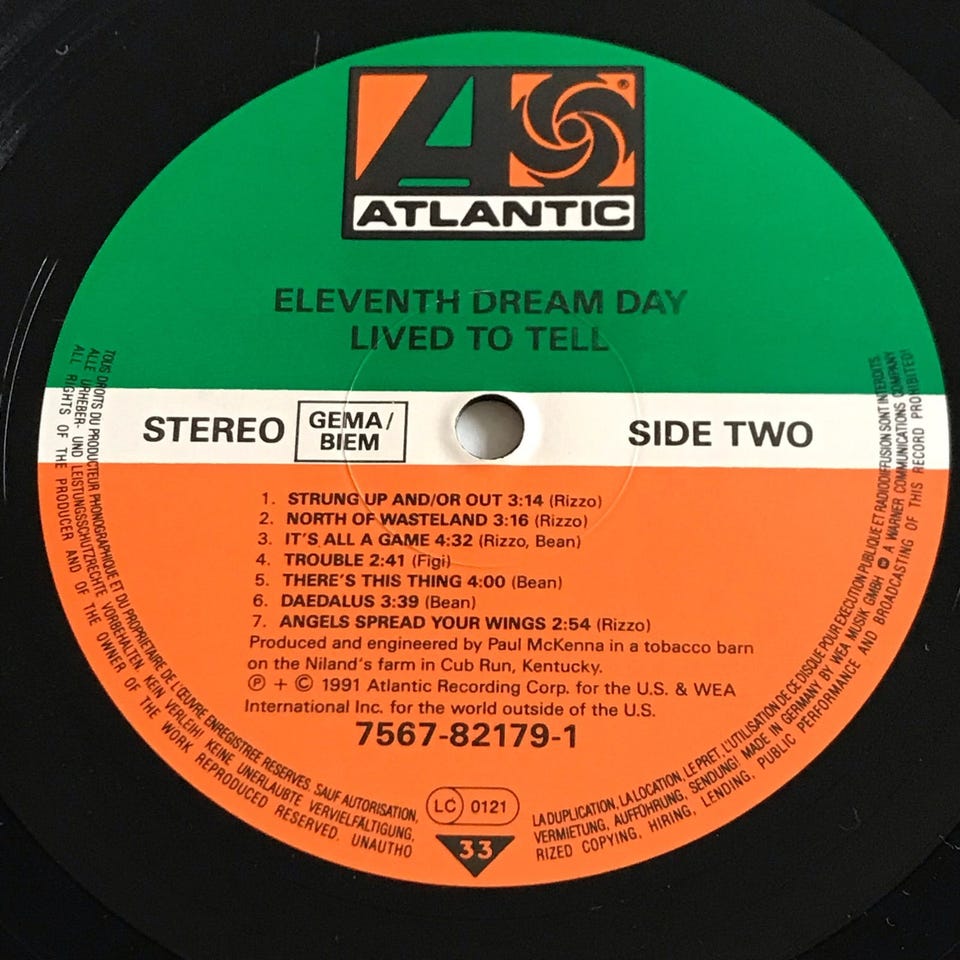 ATLANTIC
®
ELEVENTH DREAM DAY
LIVED TO TELL
STEREO
GEMA/
BIEM
SIDE TWO
1. STRUNG UP AND/OR OUT 3:14 (Rizzo)
2. NORTH OF WASTELAND 3:16 (Rizzo)
3. IT'S ALL A GAME 4:32 (Rizzo, Bean)
4. TROUBLE 2:41 (Figi)
5. THERE'S THIS THING 4:00 (Bean)
6. DAEDALUS 3:39 (Bean)
7. ANGELS SPREAD YOUR WINGS 2:54 (Rizzo)
Produced and engineered by Paul McKenna in a tobacco barn
on the Niland's farm in Cub Run, Kentucky.
℗ + © 1991 Atlantic Recording Corp. for the U.S. & WEA
International Inc. for the world outside of the U.S.
7567-82179-1
LC 0121
33
TOUS DROITS DU PRODUCTEUR PHONOGRAPHIQUE ET DU PROPRIETAIRE DE L'ŒUVRE ENREGISTREE RESERVES. SAUF AUTORISATION,
LA DUPLICATION, LA LOCATION, LE PRET, L'UTILISATION DE CE DISQUE POUR EXECUTION PUBLIQUE ET RADIODIFFUSION SONT INTERDITS.
ALLE URHEBER- UND LEISTUNGSSCHUTZRECHTE VORBEHALTEN. KEIN VERLEIH! KEINE UNERLAUBTE VERVIELFÄLTIGUNG,
VERMIETUNG, AUFFÜHRUNG, SENDUNG! MADE IN GERMANY BY WEA MUSIK GMBH A WARNER COMMUNICATIONS COMPANY
ALL RIGHTS OF THE PRODUCER AND OF THE OWNER OF THE WORK REPRODUCED RESERVED. UNAUTHO
RIZED COPYING, HIRING, LENDING, PUBLIC PERFORMANCE AND BROADCASTING OF THIS RECORD PROHIBITED!